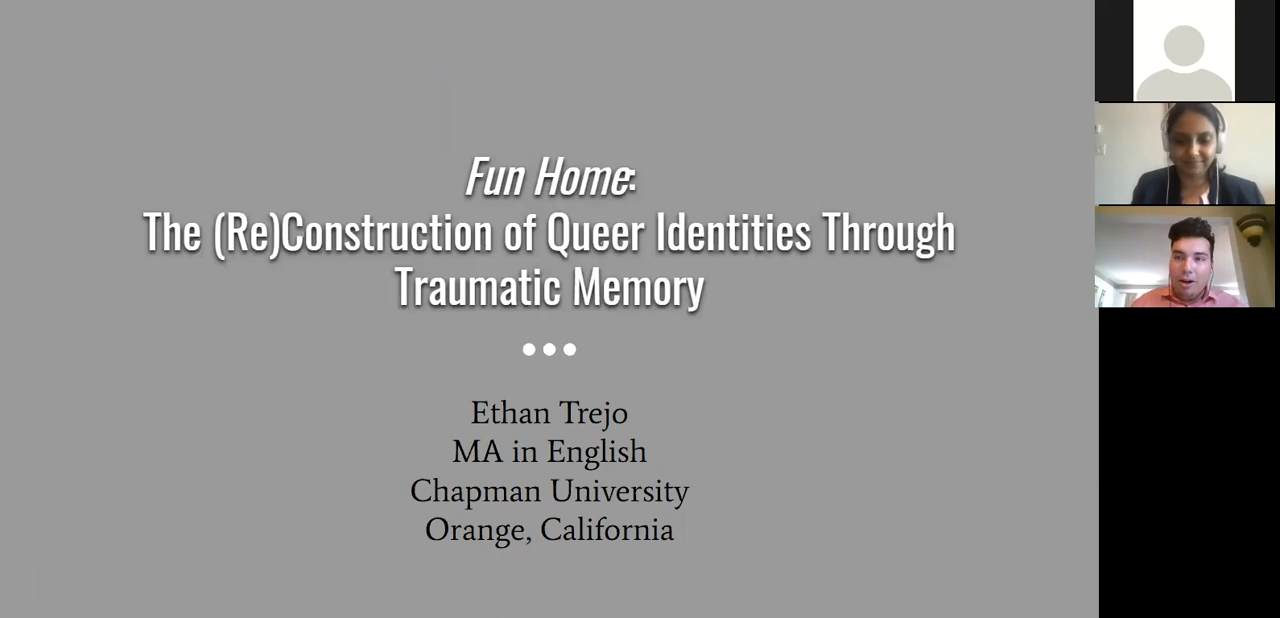 Fun Home:
The (Re)Construction of Queer Identities Through
Traumatic Memory
Ethan Trejo
MA in English
Chapman University
Orange, California